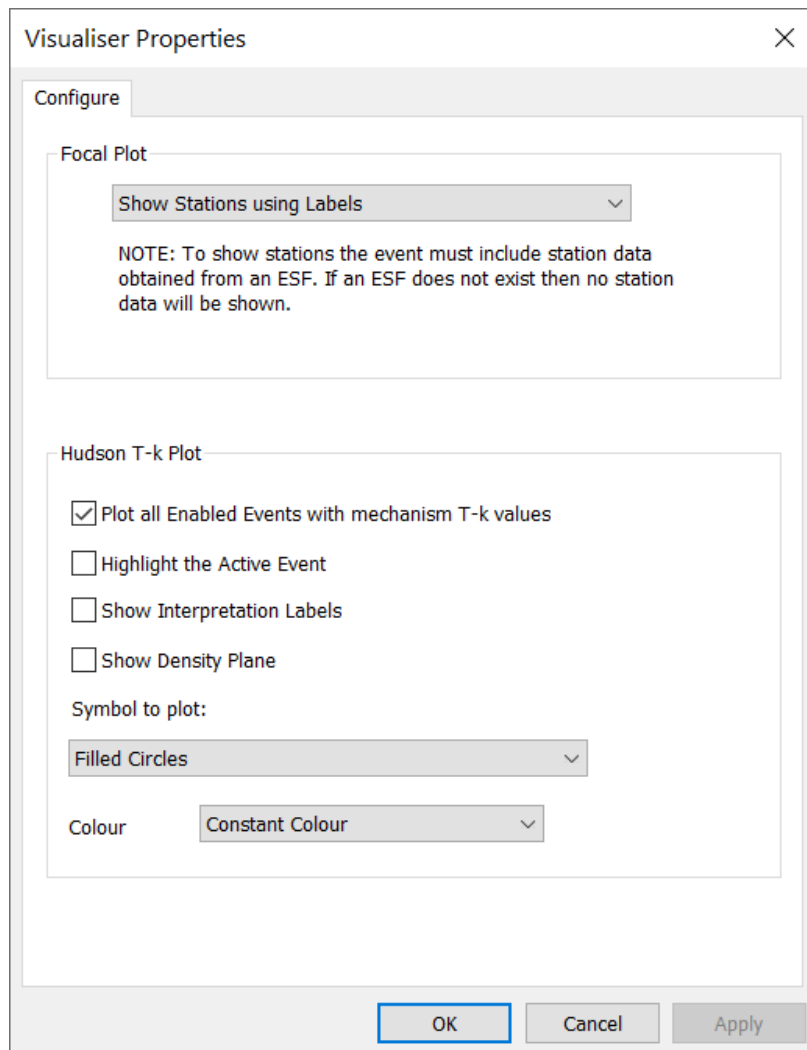 Visualiser Properties
Configure
Focal Plot
Show Stations using Labels
NOTE: To show stations the event must include station data
obtained from an ESF. If an ESF does not exist then no station
data will be shown.
Hudson T-k Plot
Plot all Enabled Events with mechanism T-k values
Highlight the Active Event
Show Interpretation Labels
Show Density Plane
Symbol to plot:
Filled Circles
Colour Constant Colour
OK Cancel Apply